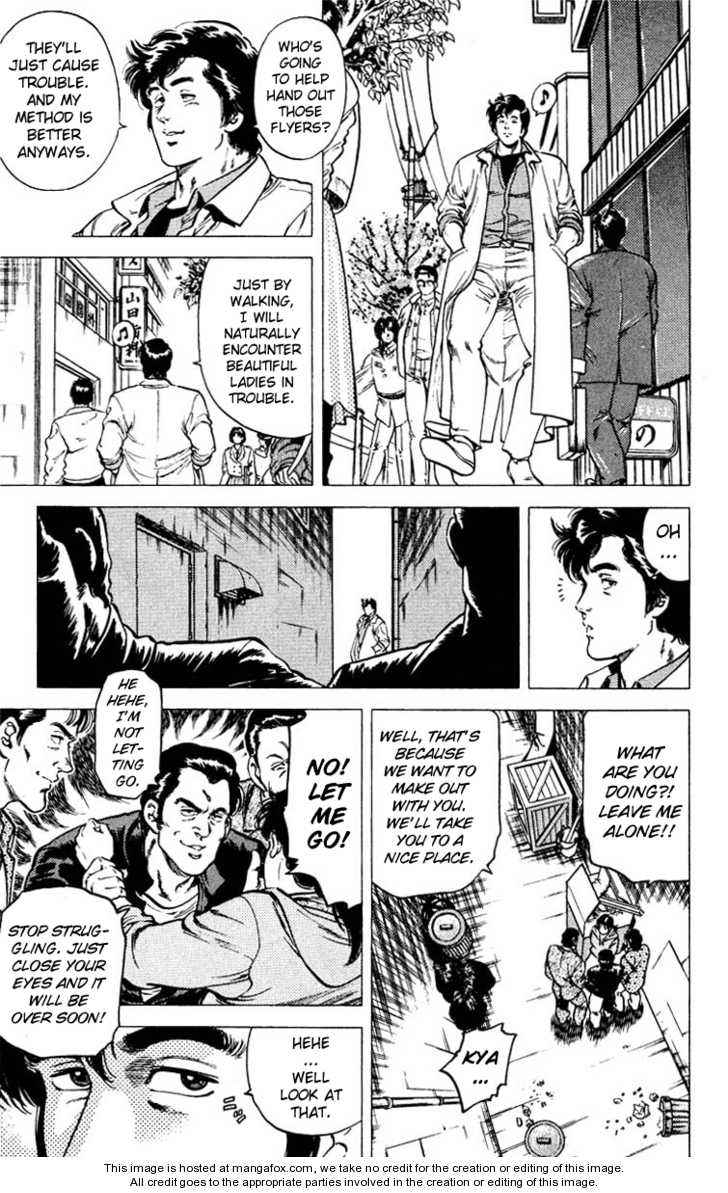 WHO'S
GOING
TO HELP
HAND OUT
THOSE
FLYERS?
THEY'LL
JUST CAUSE
TROUBLE.
AND MY
METHOD IS
BETTER
ANYWAYS.
JUST BY
WALKING,
I WILL
NATURALLY
ENCOUNTER
BEAUTIFUL
LADIES IN
TROUBLE.
山田
の
OH
...
WHAT
ARE YOU
DOING?!
LEAVE ME
ALONE!!
WELL, THAT'S
BECAUSE
WE WANT TO
MAKE OUT
WITH YOU.
WE'LL TAKE
YOU TO A
NICE PLACE.
KYA
...
NO!
LET
ME
GO!
HE
HEHE,
I'M
NOT
LET-
TING
GO.
STOP STRUG-
GLING. JUST
CLOSE YOUR
EYES AND IT
WILL BE
OVER SOON!
HEHE
...
WELL
LOOK AT
THAT.
This image is hosted at mangafox.com, we take no credit for the creation or editing of this image.
All credit goes to the appropriate parties involved in the creation or editing of this image.